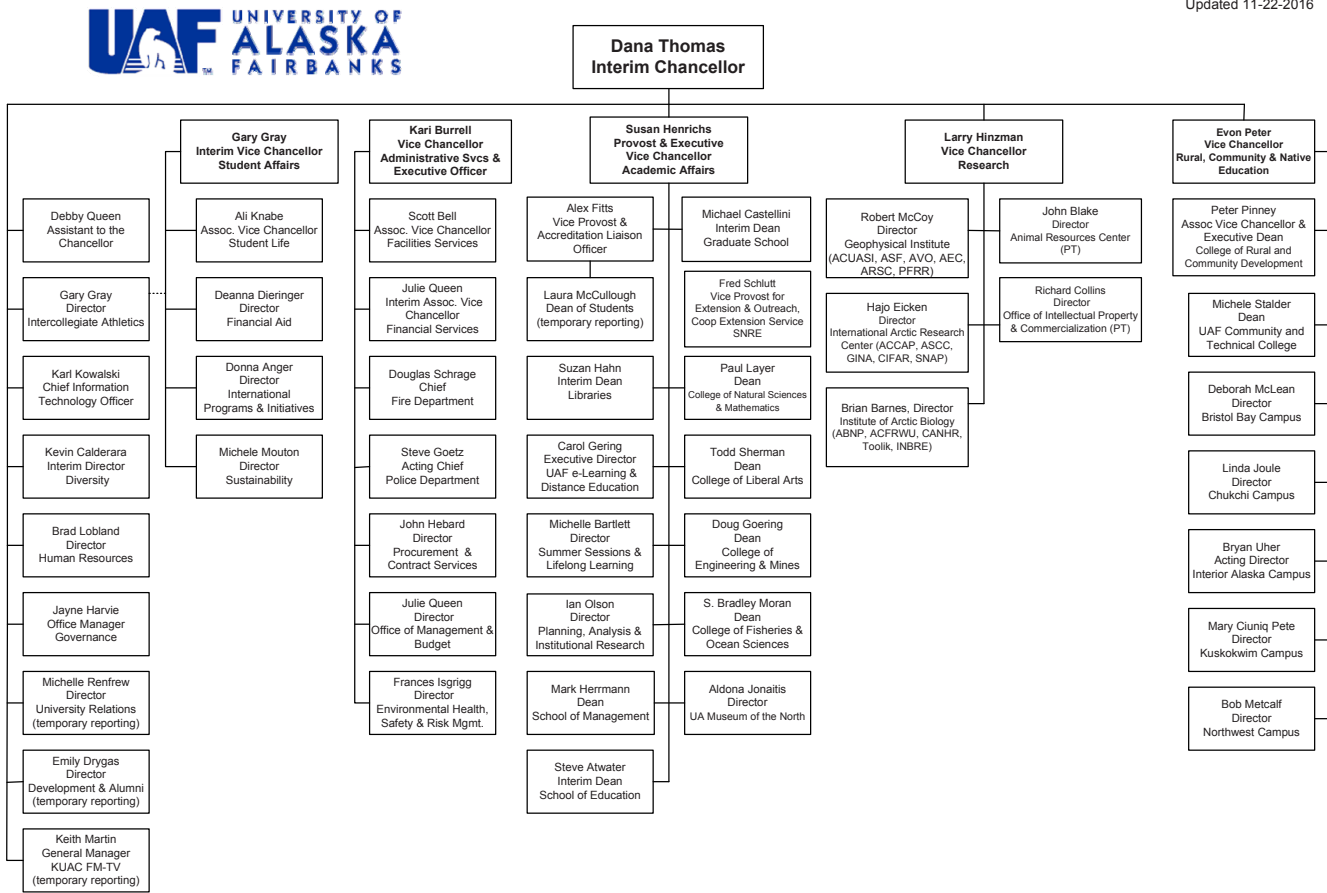 Updated 11-22-2016
UAF
TM
UNIVERSITY OF
ALASKA
FAIRBANKS
Dana Thomas
Interim Chancellor
Gary Gray
Interim Vice Chancellor
Student Affairs
Kari Burrell
Vice Chancellor
Administrative Svcs &
Executive Officer
Susan Henrichs
Provost & Executive
Vice Chancellor
Academic Affairs
Larry Hinzman
Vice Chancellor
Research
Evon Peter
Vice Chancellor
Rural, Community & Native
Education
Debby Queen
Assistant to the
Chancellor
Gary Gray
Director
Intercollegiate Athletics
Karl Kowalski
Chief Information
Technology Officer
Kevin Calderara
Interim Director
Diversity
Brad Lobland
Director
Human Resources
Jayne Harvie
Office Manager
Governance
Michelle Renfrew
Director
University Relations
(temporary reporting)
Emily Drygas
Director
Development & Alumni
(temporary reporting)
Keith Martin
General Manager
KUAC FM-TV
(temporary reporting)
Ali Knabe
Assoc. Vice Chancellor
Student Life
Deanna Dieringer
Director
Financial Aid
Donna Anger
Director
International
Programs & Initiatives
Michele Mouton
Director
Sustainability
Scott Bell
Assoc. Vice Chancellor
Facilities Services
Julie Queen
Interim Assoc. Vice
Chancellor
Financial Services
Douglas Schrage
Chief
Fire Department
Steve Goetz
Acting Chief
Police Department
John Hebard
Director
Procurement &
Contract Services
Julie Queen
Director
Office of Management &
Budget
Frances Isgrigg
Director
Environmental Health,
Safety & Risk Mgmt.
Alex Fitts
Vice Provost &
Accreditation Liaison
Officer
Laura McCullough
Dean of Students
(temporary reporting)
Suzan Hahn
Interim Dean
Libraries
Carol Gering
Executive Director
UAF e-Learning &
Distance Education
Michelle Bartlett
Director
Summer Sessions &
Lifelong Learning
Ian Olson
Director
Planning, Analysis &
Institutional Research
Mark Herrmann
Dean
School of Management
Steve Atwater
Interim Dean
School of Education
Michael Castellini
Interim Dean
Graduate School
Fred Schlutt
Vice Provost for
Extension & Outreach,
Coop Extension Service
SNRE
Paul Layer
Dean
College of Natural Sciences
& Mathematics
Todd Sherman
Dean
College of Liberal Arts
Doug Goering
Dean
College of
Engineering & Mines
S. Bradley Moran
Dean
College of Fisheries &
Ocean Sciences
Aldona Jonaitis
Director
UA Museum of the North
Robert McCoy
Director
Geophysical Institute
(ACUASI, ASF, AVO, AEC,
ARSC, PFRR)
Hajo Eicken
Director
International Arctic Research
Center (ACCAP, ASCC,
GINA, CIFAR, SNAP)
Brian Barnes, Director
Institute of Arctic Biology
(ABNP, ACFRWU, CANHR,
Toolik, INBRE)
John Blake
Director
Animal Resources Center
(PT)
Richard Collins
Director
Office of Intellectual Property
& Commercialization (PT)
Peter Pinney
Assoc Vice Chancellor &
Executive Dean
College of Rural and
Community Development
Michele Stalder
Dean
UAF Community and
Technical College
Deborah McLean
Director
Bristol Bay Campus
Linda Joule
Director
Chukchi Campus
Bryan Uher
Acting Director
Interior Alaska Campus
Mary Ciuniq Pete
Director
Kuskokwim Campus
Bob Metcalf
Director
Northwest Campus